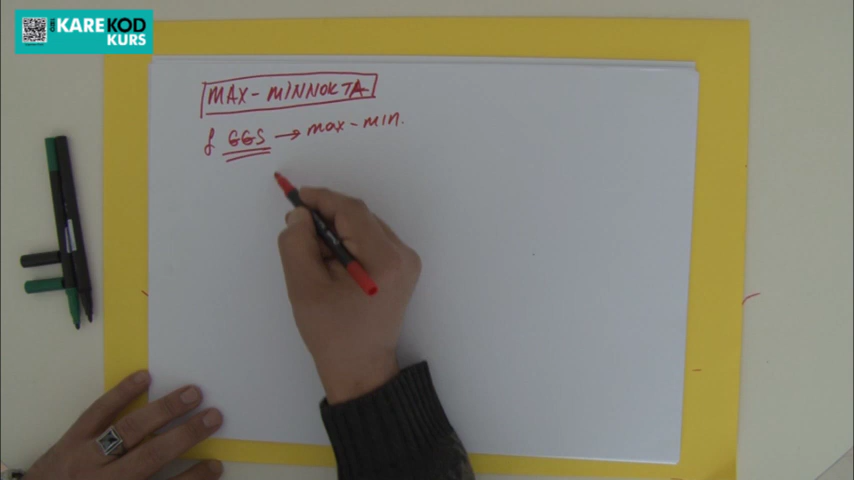 KAREKOD
KURS
MAX-MINNOKTA
f GGS → max-min.